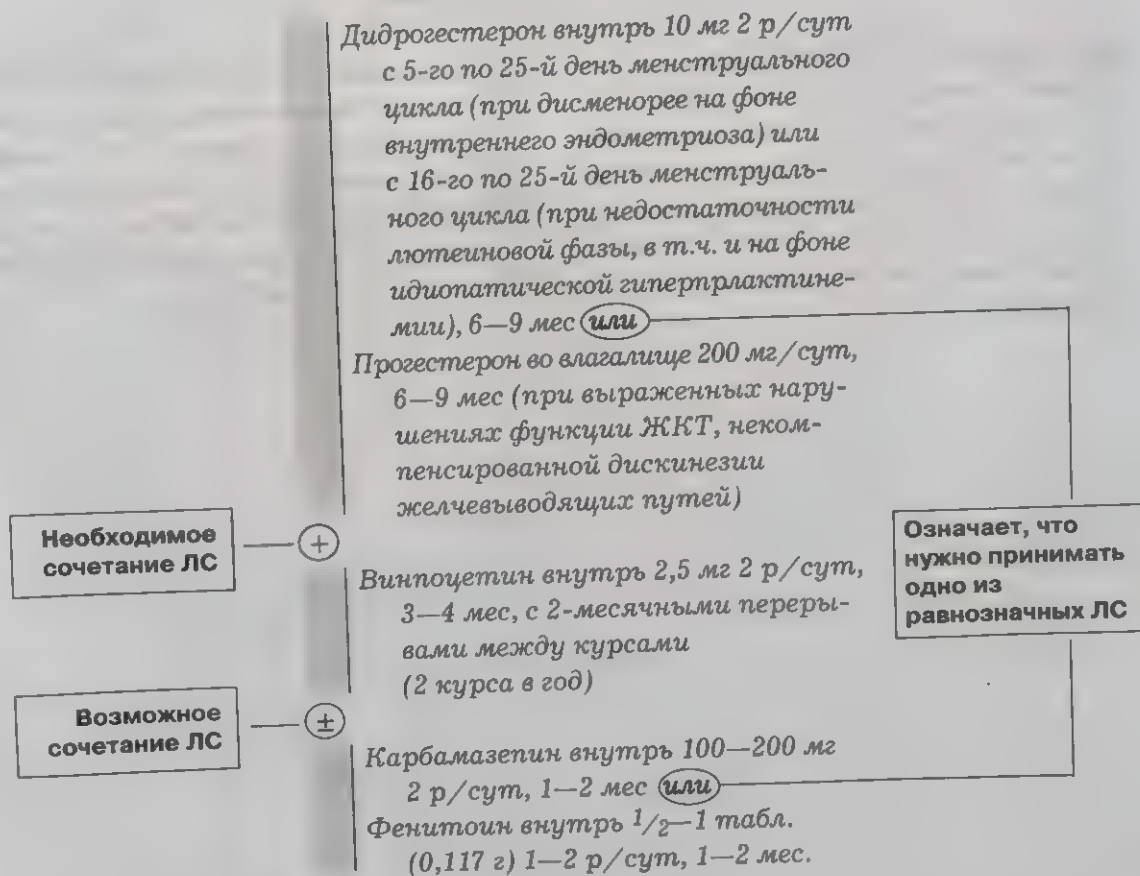 Дидрогестерон внутрь 10 мг 2 р/сут
с 5-го по 25-й день менструального
цикла (при дисменорее на фоне
внутреннего эндометриоза) или
с 16-го по 25-й день менструаль-
ного цикла (при недостаточности
лютеиновой фазы, в т.ч. и на фоне
идиопатической гиперпрлактине-
мии), 6—9 мес или
Прогестерон во влагалище 200 мг/сут,
6—9 мес (при выраженных нару-
шениях функции ЖКТ, неком-
пенсированной дискинезии
желчевыводящих путей)
Необходимое
сочетание ЛС
+
Означает, что
нужно принимать
одно из
равнозначных ЛС
Винпоцетин внутрь 2,5 мг 2 р/сут,
3—4 мес, с 2-месячными переры-
вами между курсами
(2 курса в год)
Возможное
сочетание ЛС
±
Карбамазепин внутрь 100—200 мг
2 р/сут, 1—2 мес или
Фенитоин внутрь 1/2—1 табл.
(0,117 г) 1—2 р/сут, 1—2 мес.